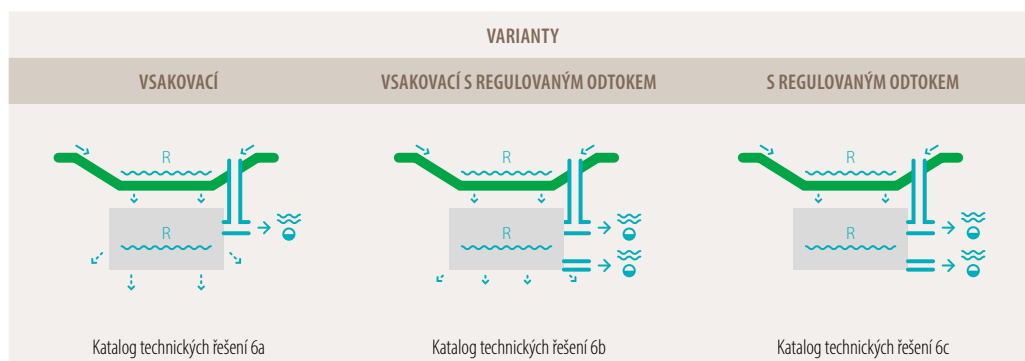 VARIANTY
VSAKOVACÍ
VSAKOVACÍ S REGULOVANÝM ODTOKEM
S REGULOVANÝM ODTOKEM
R
R
R
R
R
R
Katalog technických řešení 6a
Katalog technických řešení 6b
Katalog technických řešení 6c